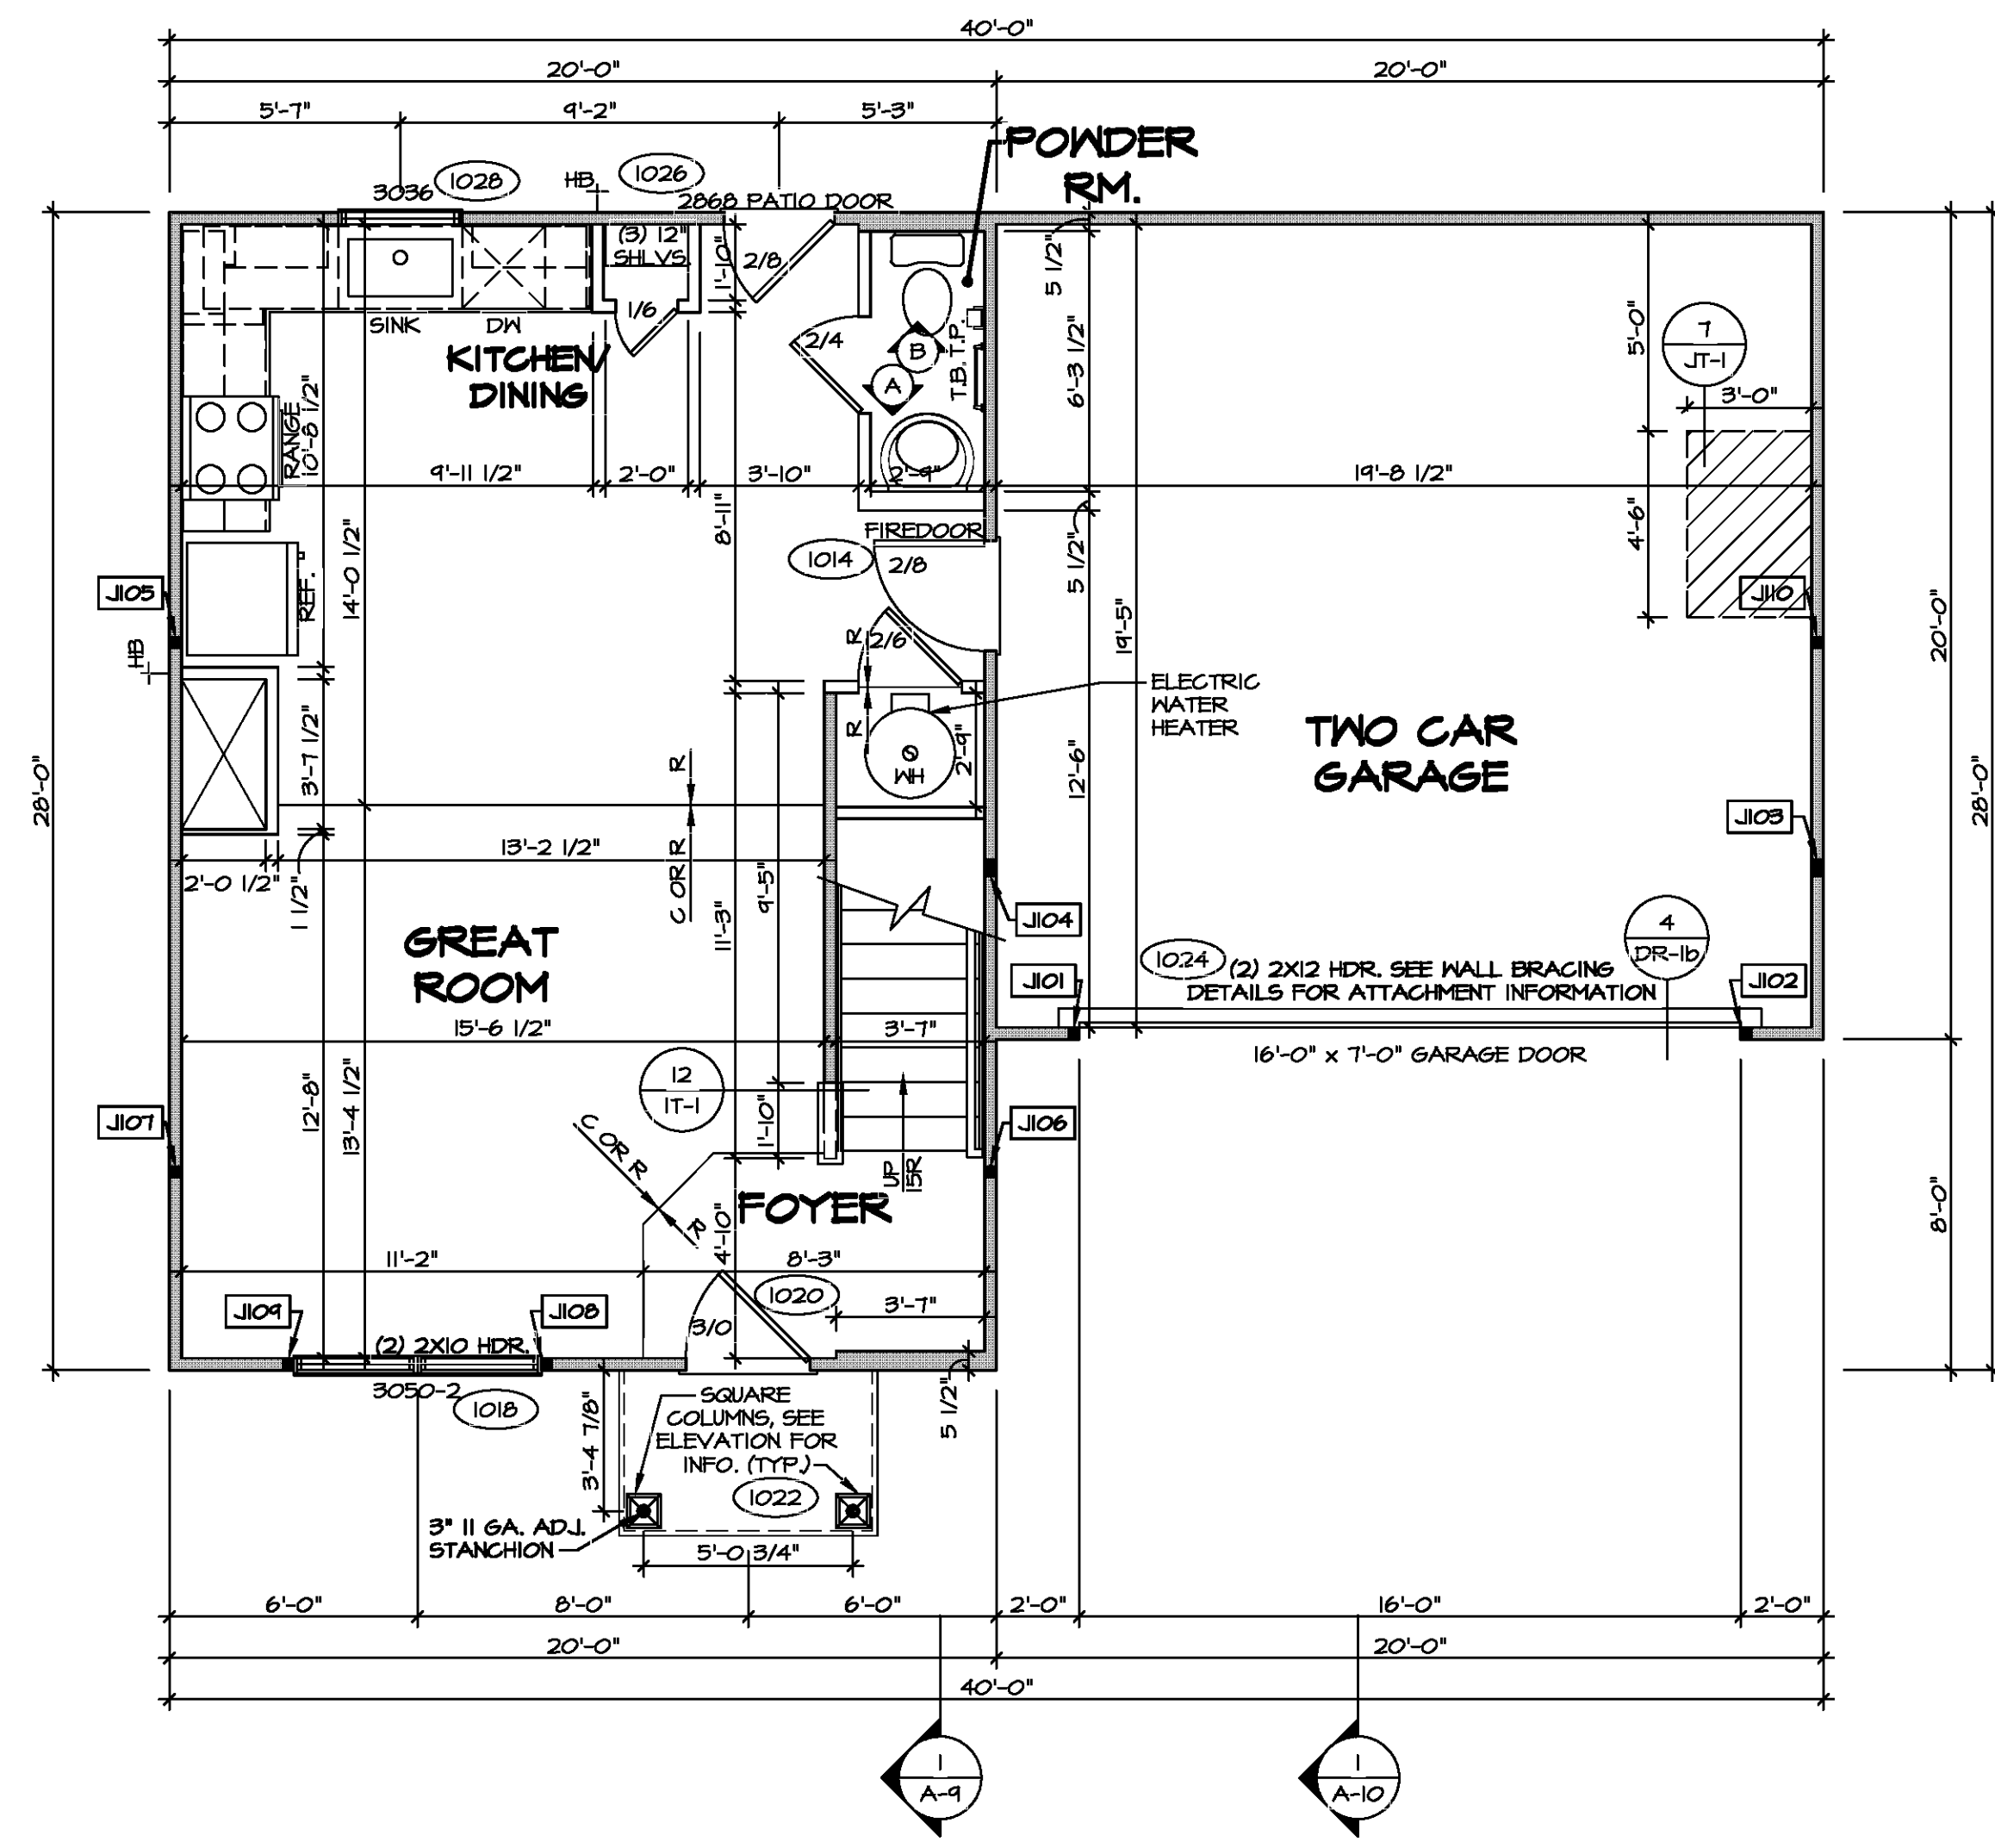 40'-0"
20'-0"
20'-0"
5'-7"
9'-2"
5'-3"
POWDER
RM.
3036
1028
HB
1026
2868 PATIO DOOR
(3) 12"
SHLVS.
1'-10"
2/8
5 1/2"
1/6
2/4
SINK
DW
KITCHEN/
DINING
B
A
T.B. T.P.
6'-3 1/2"
5'-0"
7
JT-1
3'-0"
RANGE
10'-8 1/2"
9'-11 1/2"
2'-0"
3'-10"
2'-9"
19'-8 1/2"
14'-0 1/2"
8'-11"
FIREDOOR
1014
2/8
5 1/2"
4'-6"
J105
REF.
J110
HB
R
2/6
19'-5"
20'-0"
ELECTRIC
WATER
HEATER
TWO CAR
GARAGE
28'-0"
3'-7 1/2"
R
R
WH
2'-9"
12'-6"
28'-0"
J103
13'-2 1/2"
2'-0 1/2"
1 1/2"
C OR R
9'-5"
11'-3"
J104
GREAT
ROOM
4
DR-1b
1024
(2) 2X12 HDR. SEE WALL BRACING
DETAILS FOR ATTACHMENT INFORMATION
J101
J102
15'-6 1/2"
3'-7"
16'-0" x 7'-0" GARAGE DOOR
12
IT-1
12'-8"
13'-4 1/2"
1'-10"
J107
J106
C OR R
R
UP
15R
FOYER
4'-10"
8'-0"
11'-2"
8'-3"
1020
J109
J108
3'-7"
3/0
(2) 2X10 HDR.
3050-2
1018
3'-4 7/8"
SQUARE
COLUMNS, SEE
ELEVATION FOR
INFO. (TYP.)
5 1/2"
1022
3" 11 GA. ADJ.
STANCHION
5'-0 3/4"
6'-0"
8'-0"
6'-0"
2'-0"
16'-0"
2'-0"
20'-0"
20'-0"
40'-0"
1
A-9
1
A-10